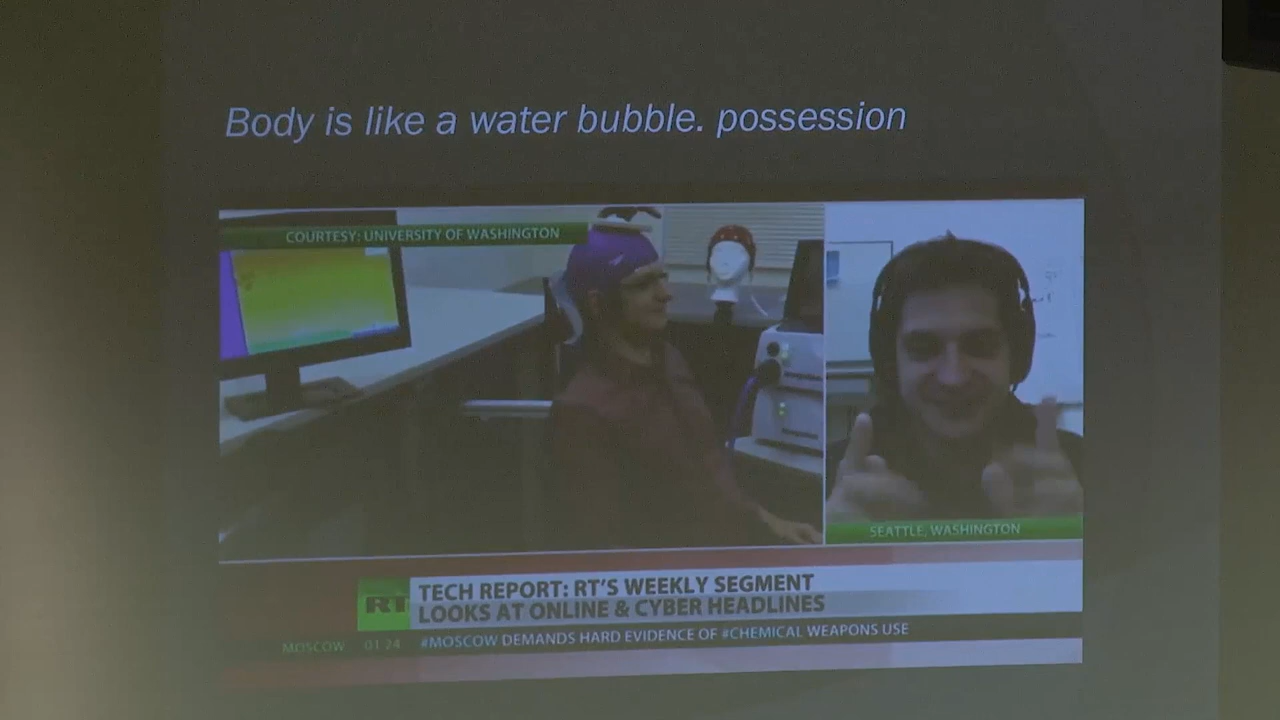 Body is like a water bubble. possession
COURTESY: UNIVERSITY OF WASHINGTON
SEATTLE, WASHINGTON
RT
TECH REPORT: RT'S WEEKLY SEGMENT
LOOKS AT ONLINE & CYBER HEADLINES
MOSCOW 01:24 #MOSCOW DEMANDS HARD EVIDENCE OF #CHEMICAL WEAPONS USE